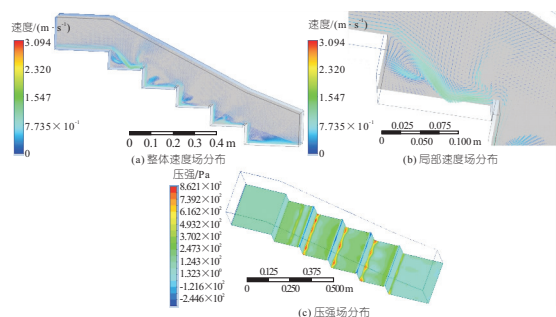 速度/(m · s⁻¹)
3.094
2.320
1.547
7.735×10⁻¹
0
0 0.1 0.2 0.3 0.4 m
(a) 整体速度场分布
速度/(m · s⁻¹)
3.094
2.320
1.547
7.735×10⁻¹
0
0.025 0.075
0 0.050 0.100 m
(b) 局部速度场分布
压强/Pa
8.621×10²
7.392×10²
6.162×10²
4.932×10²
3.702×10²
2.473×10²
1.243×10²
1.323×10⁰
-1.216×10²
-2.446×10²
0.125 0.375
0 0.250 0.500m
(c) 压强场分布